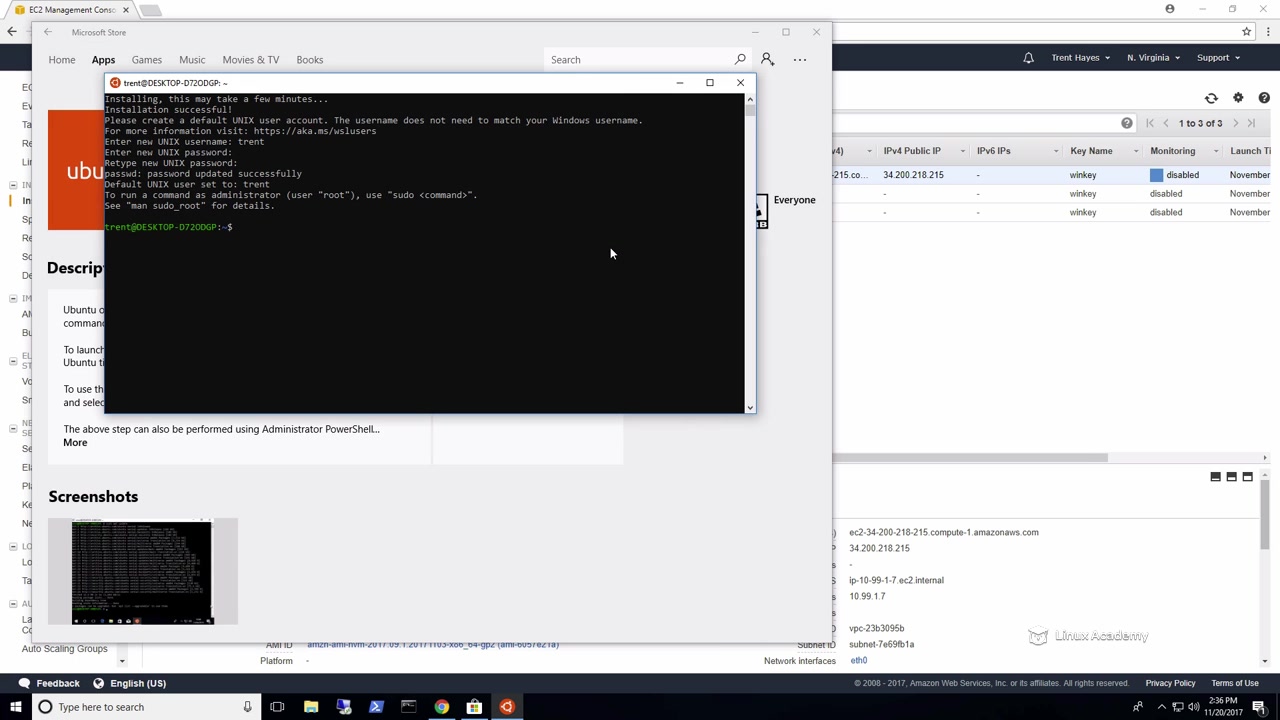 EC2 Management Conso
Microsoft Store
Trent Hayes
N. Virginia
Support
Home
Apps
Games
Music
Movies & TV
Books
Search
1 to 3 of 3
v4)
IPv4 Public IP
IPv6 IPs
Key Name
Monitoring
Launch Ti
-215.co...
34.200.218.215
-
winkey
disabled
November
winkey
disabled
November
winkey
disabled
November
Everyone
ubu
trent@DESKTOP-D72ODGP: ~
Installing, this may take a few minutes...
Installation successful!
Please create a default UNIX user account. The username does not need to match your Windows username.
For more information visit: https://aka.ms/wslusers
Enter new UNIX username: trent
Enter new UNIX password:
Retype new UNIX password:
passwd: password updated successfully
Default UNIX user set to: trent
To run a command as administrator (user "root"), use "sudo <command>".
See "man sudo_root" for details.
trent@DESKTOP-D72ODGP:~$
Descrip
Ubuntu o
command
To launch
Ubuntu ti
To use th
and selec
The above step can also be performed using Administrator PowerShell...
More
Screenshots
ec2-34-200-218-215.compute-1.amazonaws.com
34.200.218.215
ip-10-99-1-7.ec2.internal
10.99.1.7
vpc-23b3095b
Linux Academy
AMI ID
amzn-ami-hvm-2017.09.1.20171103-x86_64-gp2 (ami-6057e21a)
Subnet ID
subnet-7e69fb1a
Auto Scaling Groups
Platform
-
Network interfaces
eth0
Feedback
English (US)
© 2008 - 2017, Amazon Web Services, Inc. or its affiliates. All rights reserved.
Privacy Policy
Terms of Use
Type here to search
2:36 PM
11/20/2017